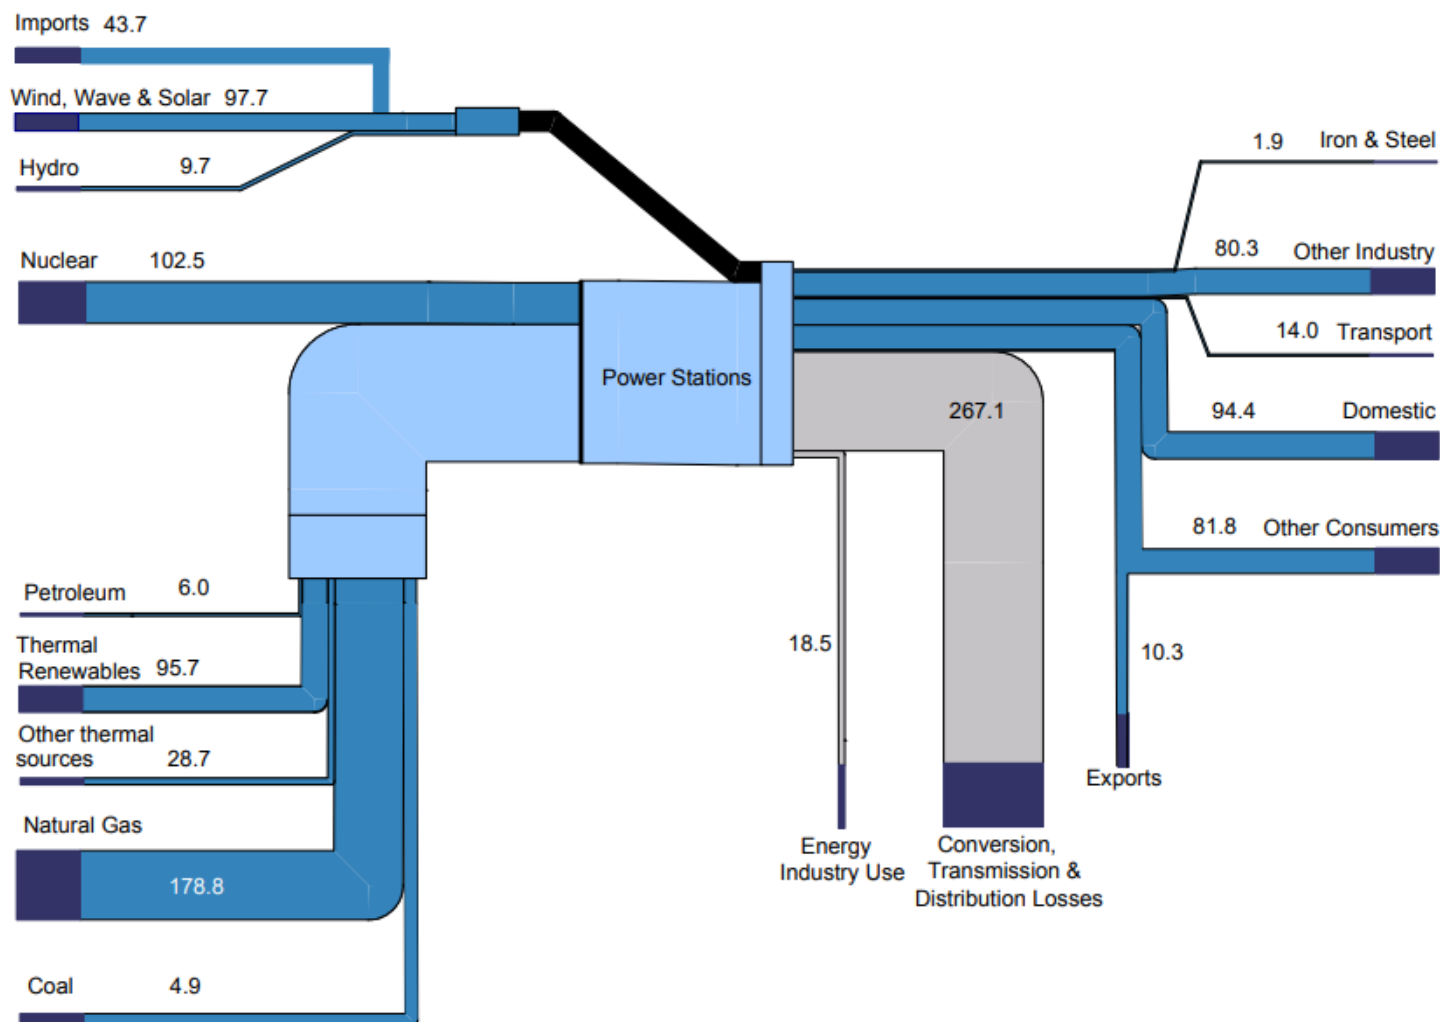 Imports 43.7
Wind, Wave & Solar 97.7
Hydro 9.7
Nuclear 102.5
Power Stations
Petroleum 6.0
Thermal
Renewables 95.7
Other thermal
sources 28.7
Natural Gas
178.8
Coal 4.9
1.9 Iron & Steel
80.3 Other Industry
14.0 Transport
94.4 Domestic
81.8 Other Consumers
267.1
18.5
10.3
Exports
Energy
Industry Use
Conversion,
Transmission &
Distribution Losses